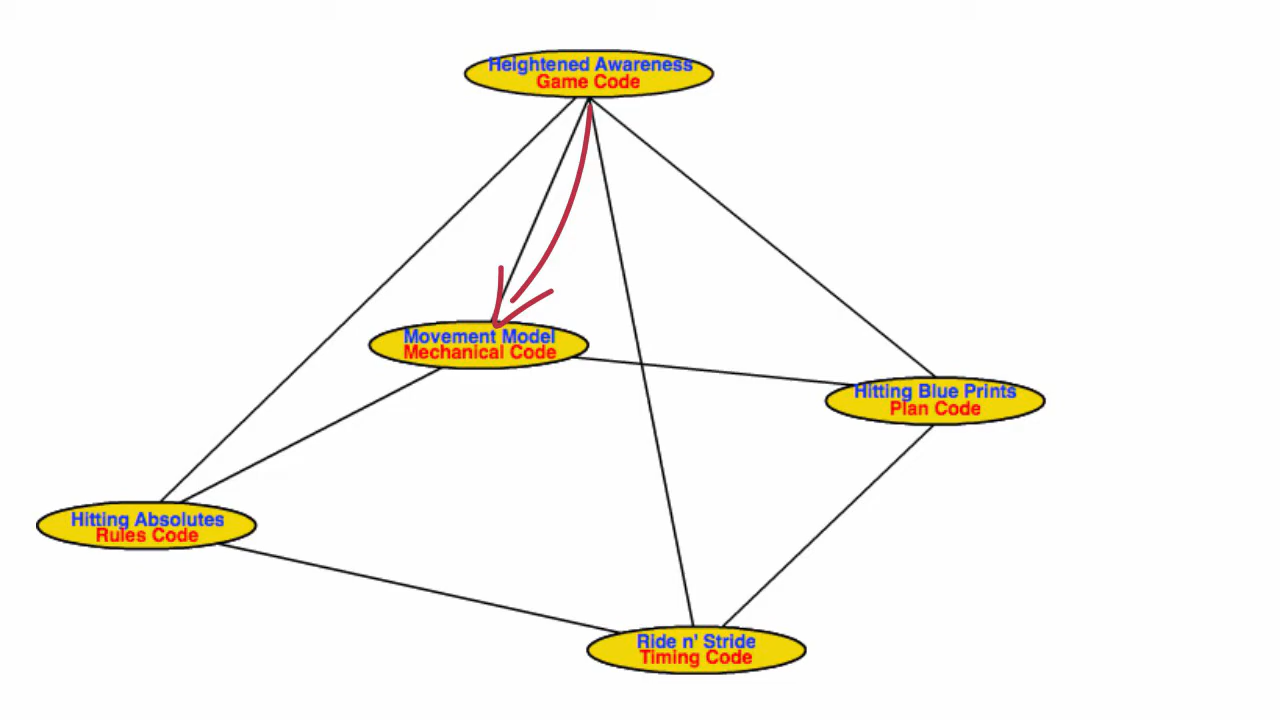 Heightened Awareness
Game Code
Movement Model
Mechanical Code
Hitting Blue Prints
Plan Code
Hitting Absolutes
Rules Code
Ride n' Stride
Timing Code